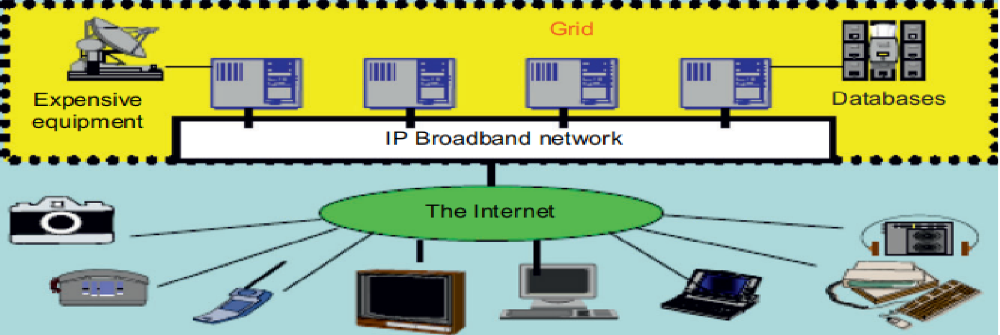 Grid
Expensive
equipment
Databases
IP Broadband network
The Internet